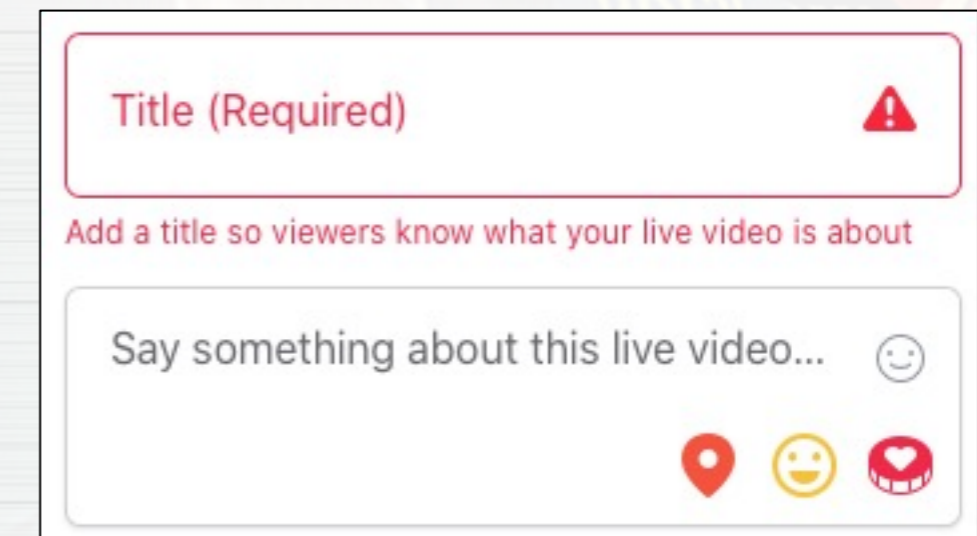 Title (Required)
Add a title so viewers know what your live video is about
Say something about this live video...